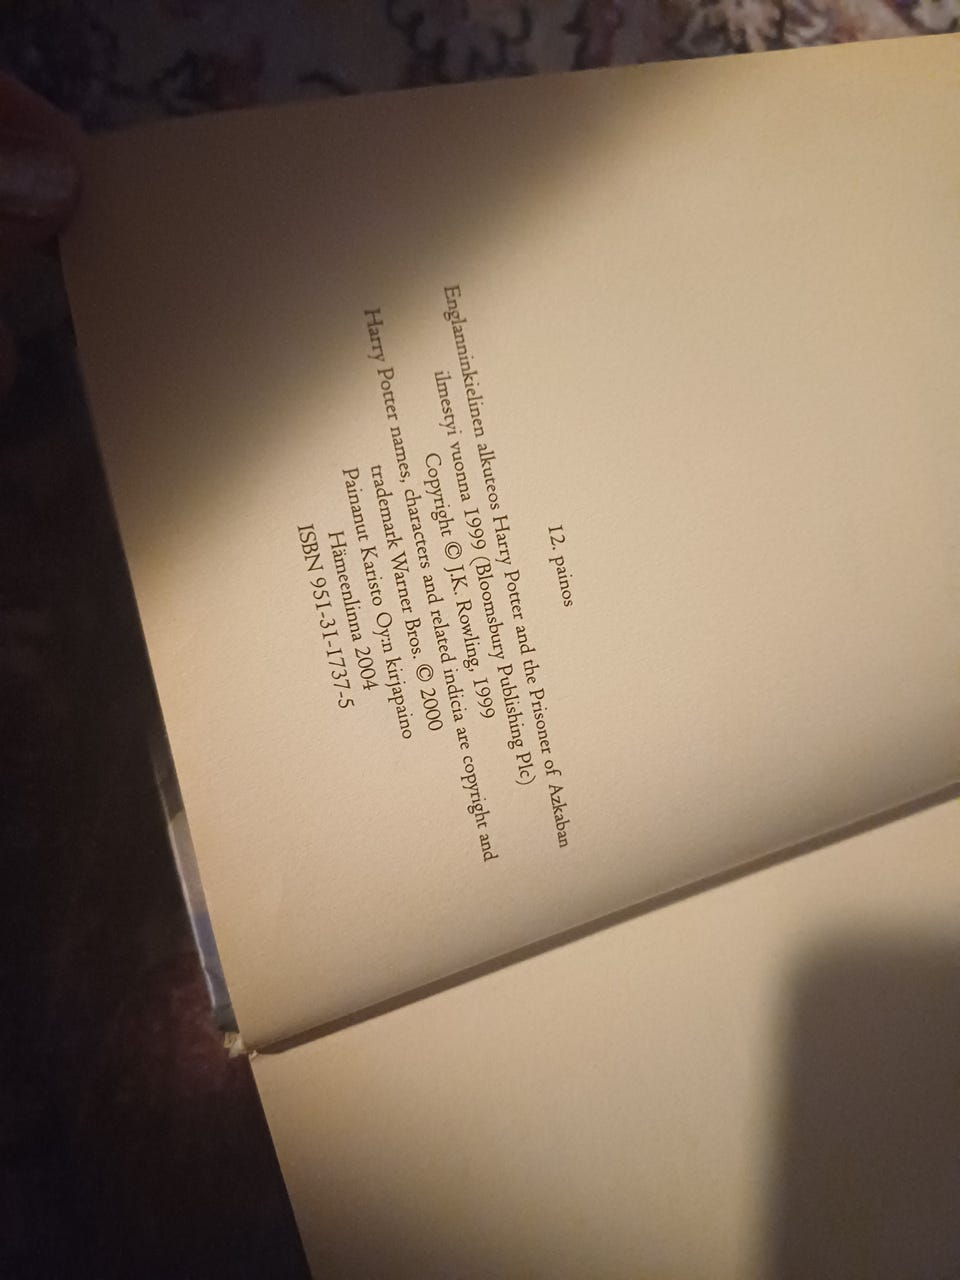 12. painos
Englanninkielinen alkuteos Harry Potter and the Prisoner of Azkaban
ilmestyi vuonna 1999 (Bloomsbury Publishing Plc)
Copyright © J.K. Rowling, 1999
Harry Potter names, characters and related indicia are copyright and
trademark Warner Bros. © 2000
Painanut Karisto Oy:n kirjapaino
Hämeenlinna 2004
ISBN 951-31-1737-5